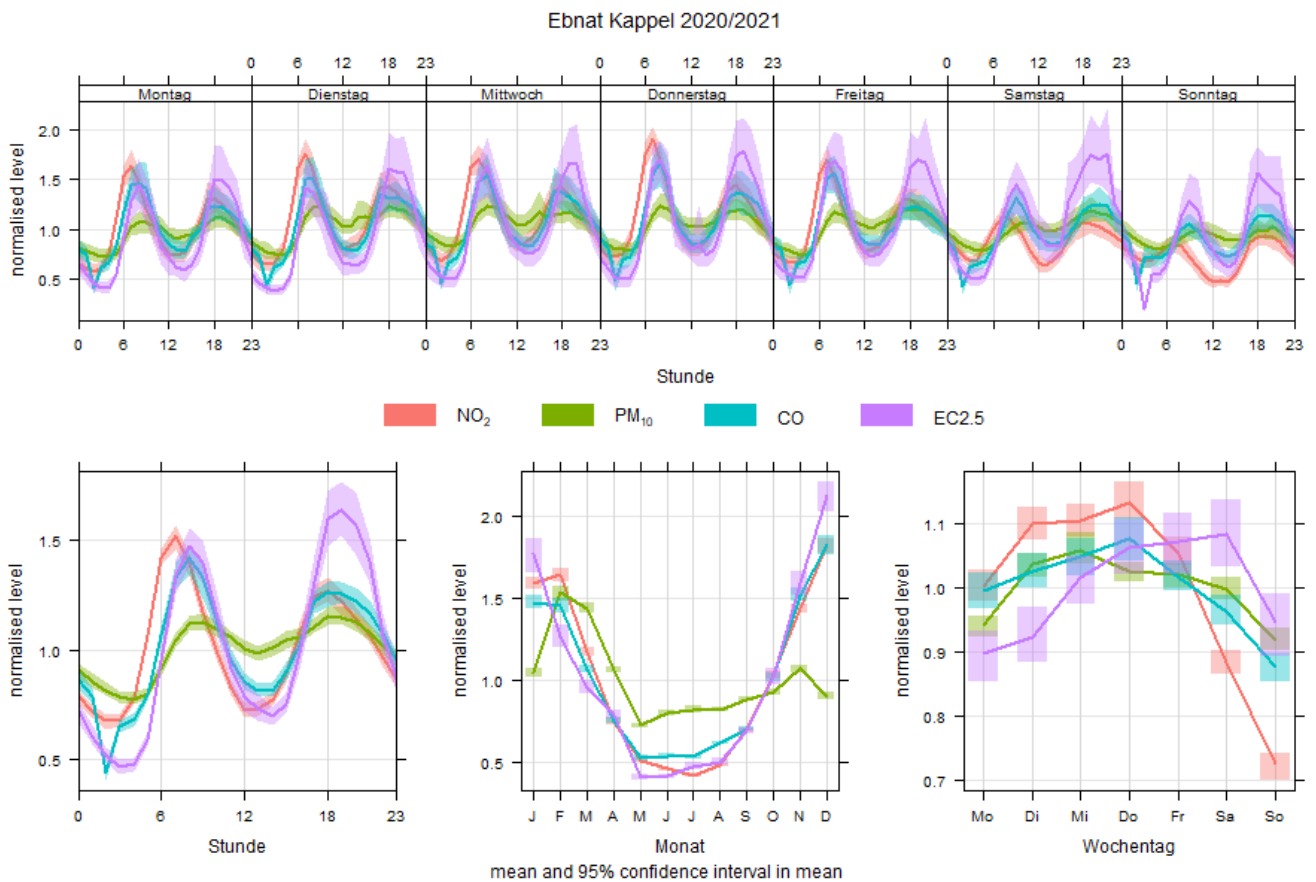 Ebnat Kappel 2020/2021
0 6 12 18 23 0 6 12 18 23 0 6 12 18 23
Montag Dienstag Mittwoch Donnerstag Freitag Samstag Sonntag
normalised level
2.0
1.5
1.0
0.5
0 6 12 18 23 0 6 12 18 23 0 6 12 18 23 0 6 12 18 23
Stunde
NO₂ PM₁₀ CO EC2.5
normalised level
1.5
1.0
0.5
0 6 12 18 23
Stunde
normalised level
2.0
1.5
1.0
0.5
J F M A M J J A S O N D
Monat
normalised level
1.1
1.0
0.9
0.8
0.7
Mo Di Mi Do Fr Sa So
Wochentag
mean and 95% confidence interval in mean